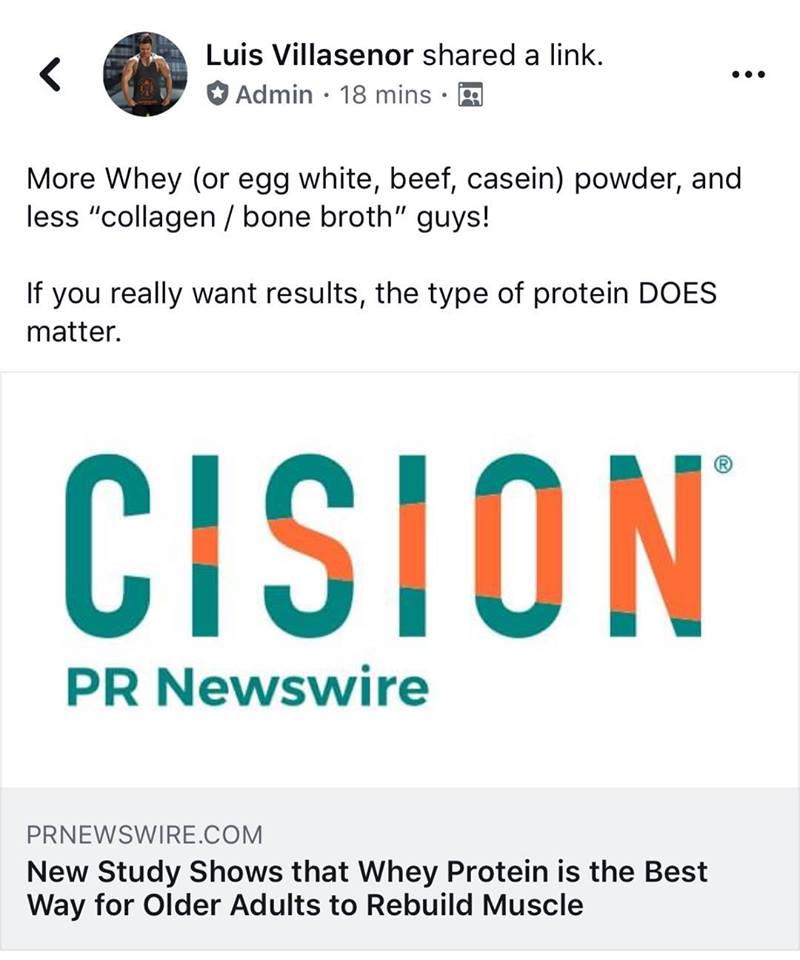 Luis Villasenor shared a link.
Admin · 18 mins ·
More Whey (or egg white, beef, casein) powder, and
less “collagen / bone broth” guys!
If you really want results, the type of protein DOES
matter.
CISION®
PR Newswire
PRNEWSWIRE.COM
New Study Shows that Whey Protein is the Best
Way for Older Adults to Rebuild Muscle